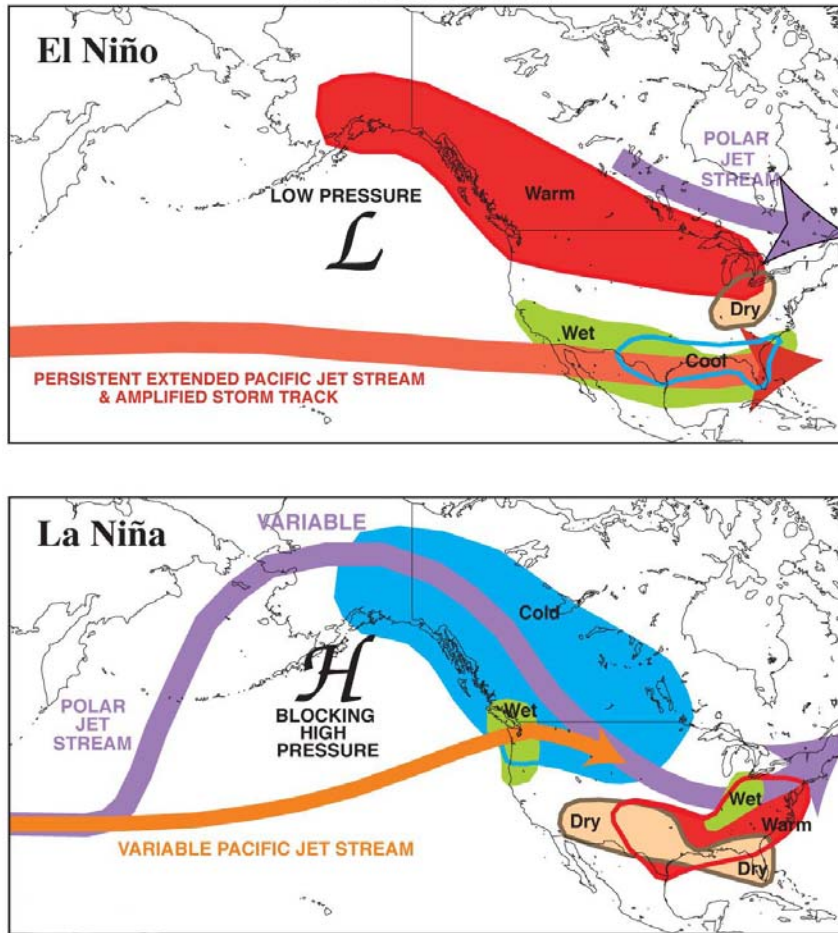 El Niño
POLAR
JET
STREAM
Warm
LOW PRESSURE
L
Dry
Wet
Cool
PERSISTENT EXTENDED PACIFIC JET STREAM
& AMPLIFIED STORM TRACK
La Niña
VARIABLE
Cold
H
BLOCKING
HIGH
PRESSURE
Wet
POLAR
JET
STREAM
Wet
Dry
Warm
VARIABLE PACIFIC JET STREAM
Dry